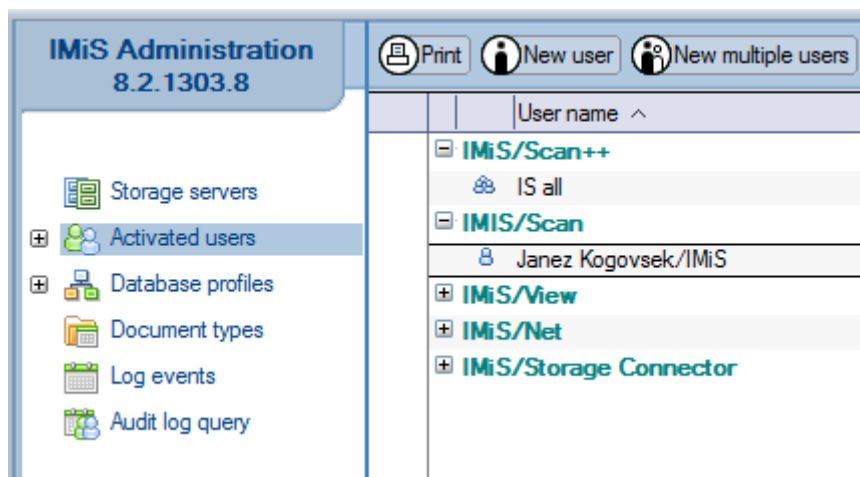 IMiS Administration
8.2.1303.8
Print New user New multiple users
Storage servers
Activated users
Database profiles
Document types
Log events
Audit log query
User name
IMiS/Scan++
IS all
IMIS/Scan
Janez Kogovsek/IMiS
IMiS/View
IMiS/Net
IMiS/Storage Connector